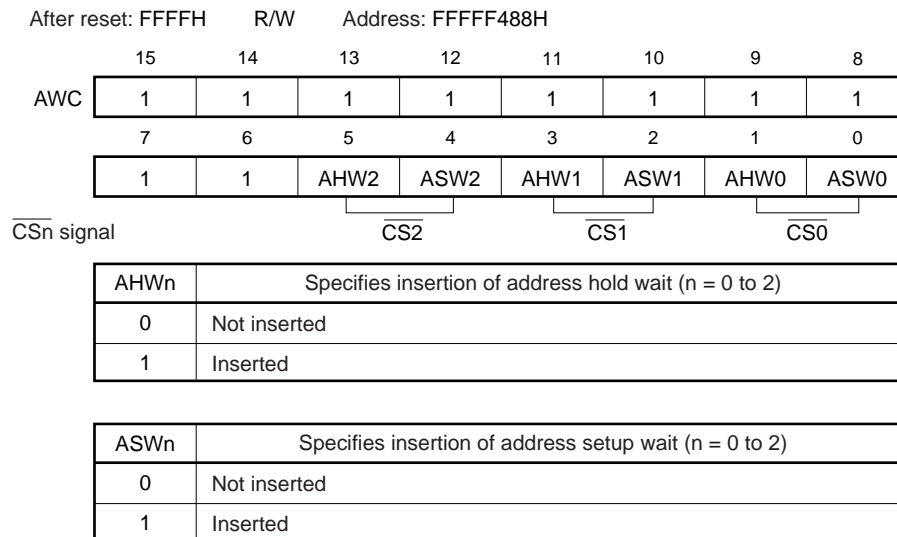 After reset: FFFFH R/W Address: FFFFF488H
15 14 13 12 11 10 9 8
AWC 1 1 1 1 1 1 1 1
7 6 5 4 3 2 1 0
1 1 AHW2 ASW2 AHW1 ASW1 AHW0 ASW0
CSn signal CS2 CS1 CS0
AHWn Specifies insertion of address hold wait (n = 0 to 2)
0 Not inserted
1 Inserted
ASWn Specifies insertion of address setup wait (n = 0 to 2)
0 Not inserted
1 Inserted